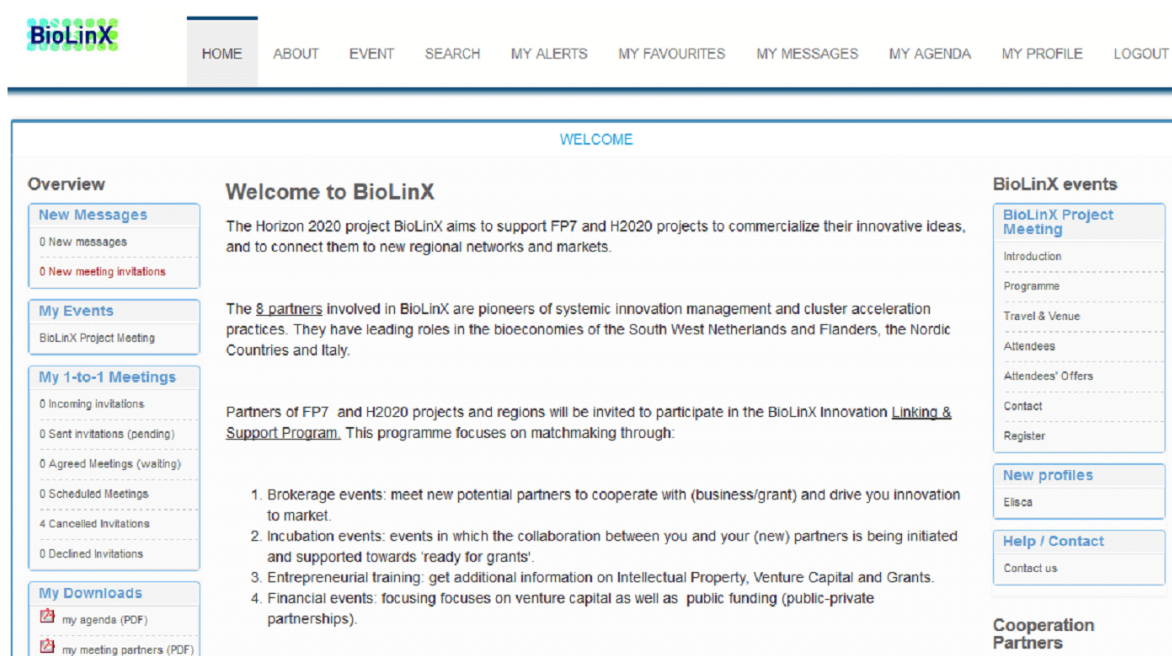 BioLinX
HOME ABOUT EVENT SEARCH MY ALERTS MY FAVOURITES MY MESSAGES MY AGENDA MY PROFILE LOGOUT
WELCOME
Overview
New Messages
0 New messages
0 New meeting invitations
My Events
BioLinX Project Meeting
My 1-to-1 Meetings
0 Incoming invitations
0 Sent invitations (pending)
0 Agreed Meetings (waiting)
0 Scheduled Meetings
4 Cancelled Invitations
0 Declined Invitations
My Downloads
my agenda (PDF)
my meeting partners (PDF)
Welcome to BioLinX
The Horizon 2020 project BioLinX aims to support FP7 and H2020 projects to commercialize their innovative ideas,
and to connect them to new regional networks and markets.
The 8 partners involved in BioLinX are pioneers of systemic innovation management and cluster acceleration
practices. They have leading roles in the bioeconomies of the South West Netherlands and Flanders, the Nordic
Countries and Italy.
Partners of FP7 and H2020 projects and regions will be invited to participate in the BioLinX Innovation Linking &
Support Program. This programme focuses on matchmaking through:
1. Brokerage events: meet new potential partners to cooperate with (business/grant) and drive you innovation
to market.
2. Incubation events: events in which the collaboration between you and your (new) partners is being initiated
and supported towards 'ready for grants'.
3. Entrepreneurial training: get additional information on Intellectual Property, Venture Capital and Grants.
4. Financial events: focusing focuses on venture capital as well as public funding (public-private
partnerships).
BioLinX events
BioLinX Project
Meeting
Introduction
Programme
Travel & Venue
Attendees
Attendees' Offers
Contact
Register
New profiles
Elisca
Help / Contact
Contact us
Cooperation
Partners